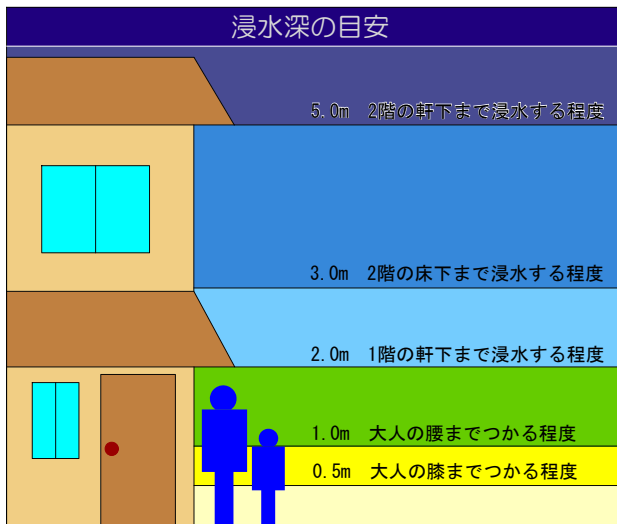 浸水深の目安
5.0m 2階の軒下まで浸水する程度
3.0m 2階の床下まで浸水する程度
2.0m 1階の軒下まで浸水する程度
1.0m 大人の腰までつかる程度
0.5m 大人の膝までつかる程度